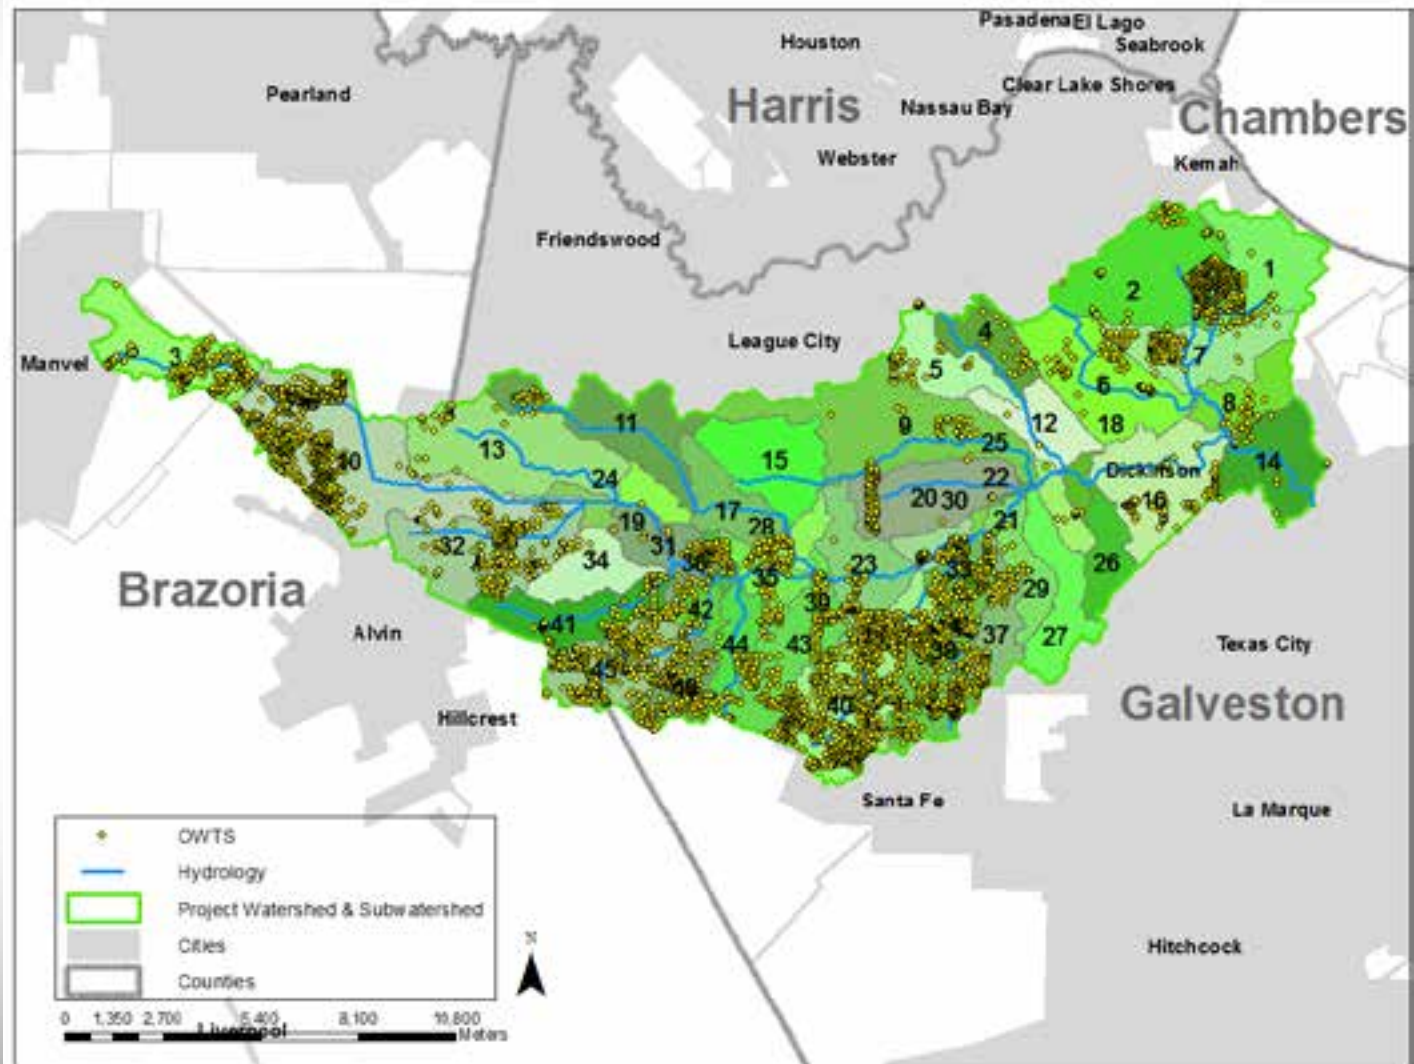 Pasadena El Lago
Houston
Seabrook
Pearland
Clear Lake Shores
Harris
Nassau Bay
Chambers
Webster
Kemah
Friendswood
1
2
League City
4
Manvel
3
5
7
6
8
11
9
12
18
13
25
15
Dickinson
14
10
24
22
20 30
16
17
19
28
21
32
31
34
23
33
26
36
35
Brazoria
42
39
29
41
Alvin
44
43
38
37
27
Texas City
45
40
Galveston
Hillcrest
Santa Fe
La Marque
OWTS
Hydrology
Project Watershed & Subwatershed
Cities
Counties
Hitchcock
N
0 1,350 2,700 5,400 8,100 10,800
Liverpool
Meters